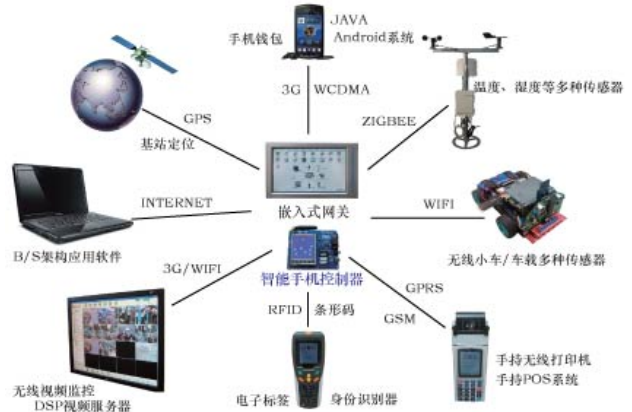 手机钱包
JAVA
Android系统
3G WCDMA
温度、湿度等多种传感器
ZIGBEE
GPS
基站定位
INTERNET
嵌入式网关
WIFI
B/S架构应用软件
无线小车/车载多种传感器
3G/WIFI
智能手机控制器
GPRS
GSM
RFID 条形码
手持无线打印机
手持POS系统
无线视频监控
DSP视频服务器
电子标签
身份识别器